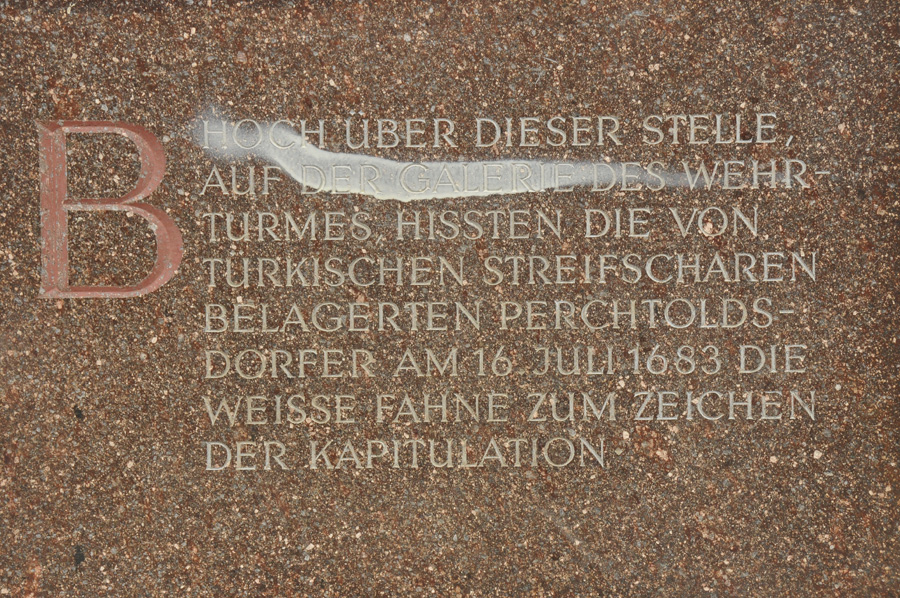 B
HOCH ÜBER DIESER STELLE,
AUF DER GALERIE DES WEHR-
TURMES, HISSTEN DIE VON
TÜRKISCHEN STREIFSCHAREN
BELAGERTEN PERCHTOLDS-
DORFER AM 16. JULI 1683 DIE
WEISSE FAHNE ZUM ZEICHEN
DER KAPITULATION